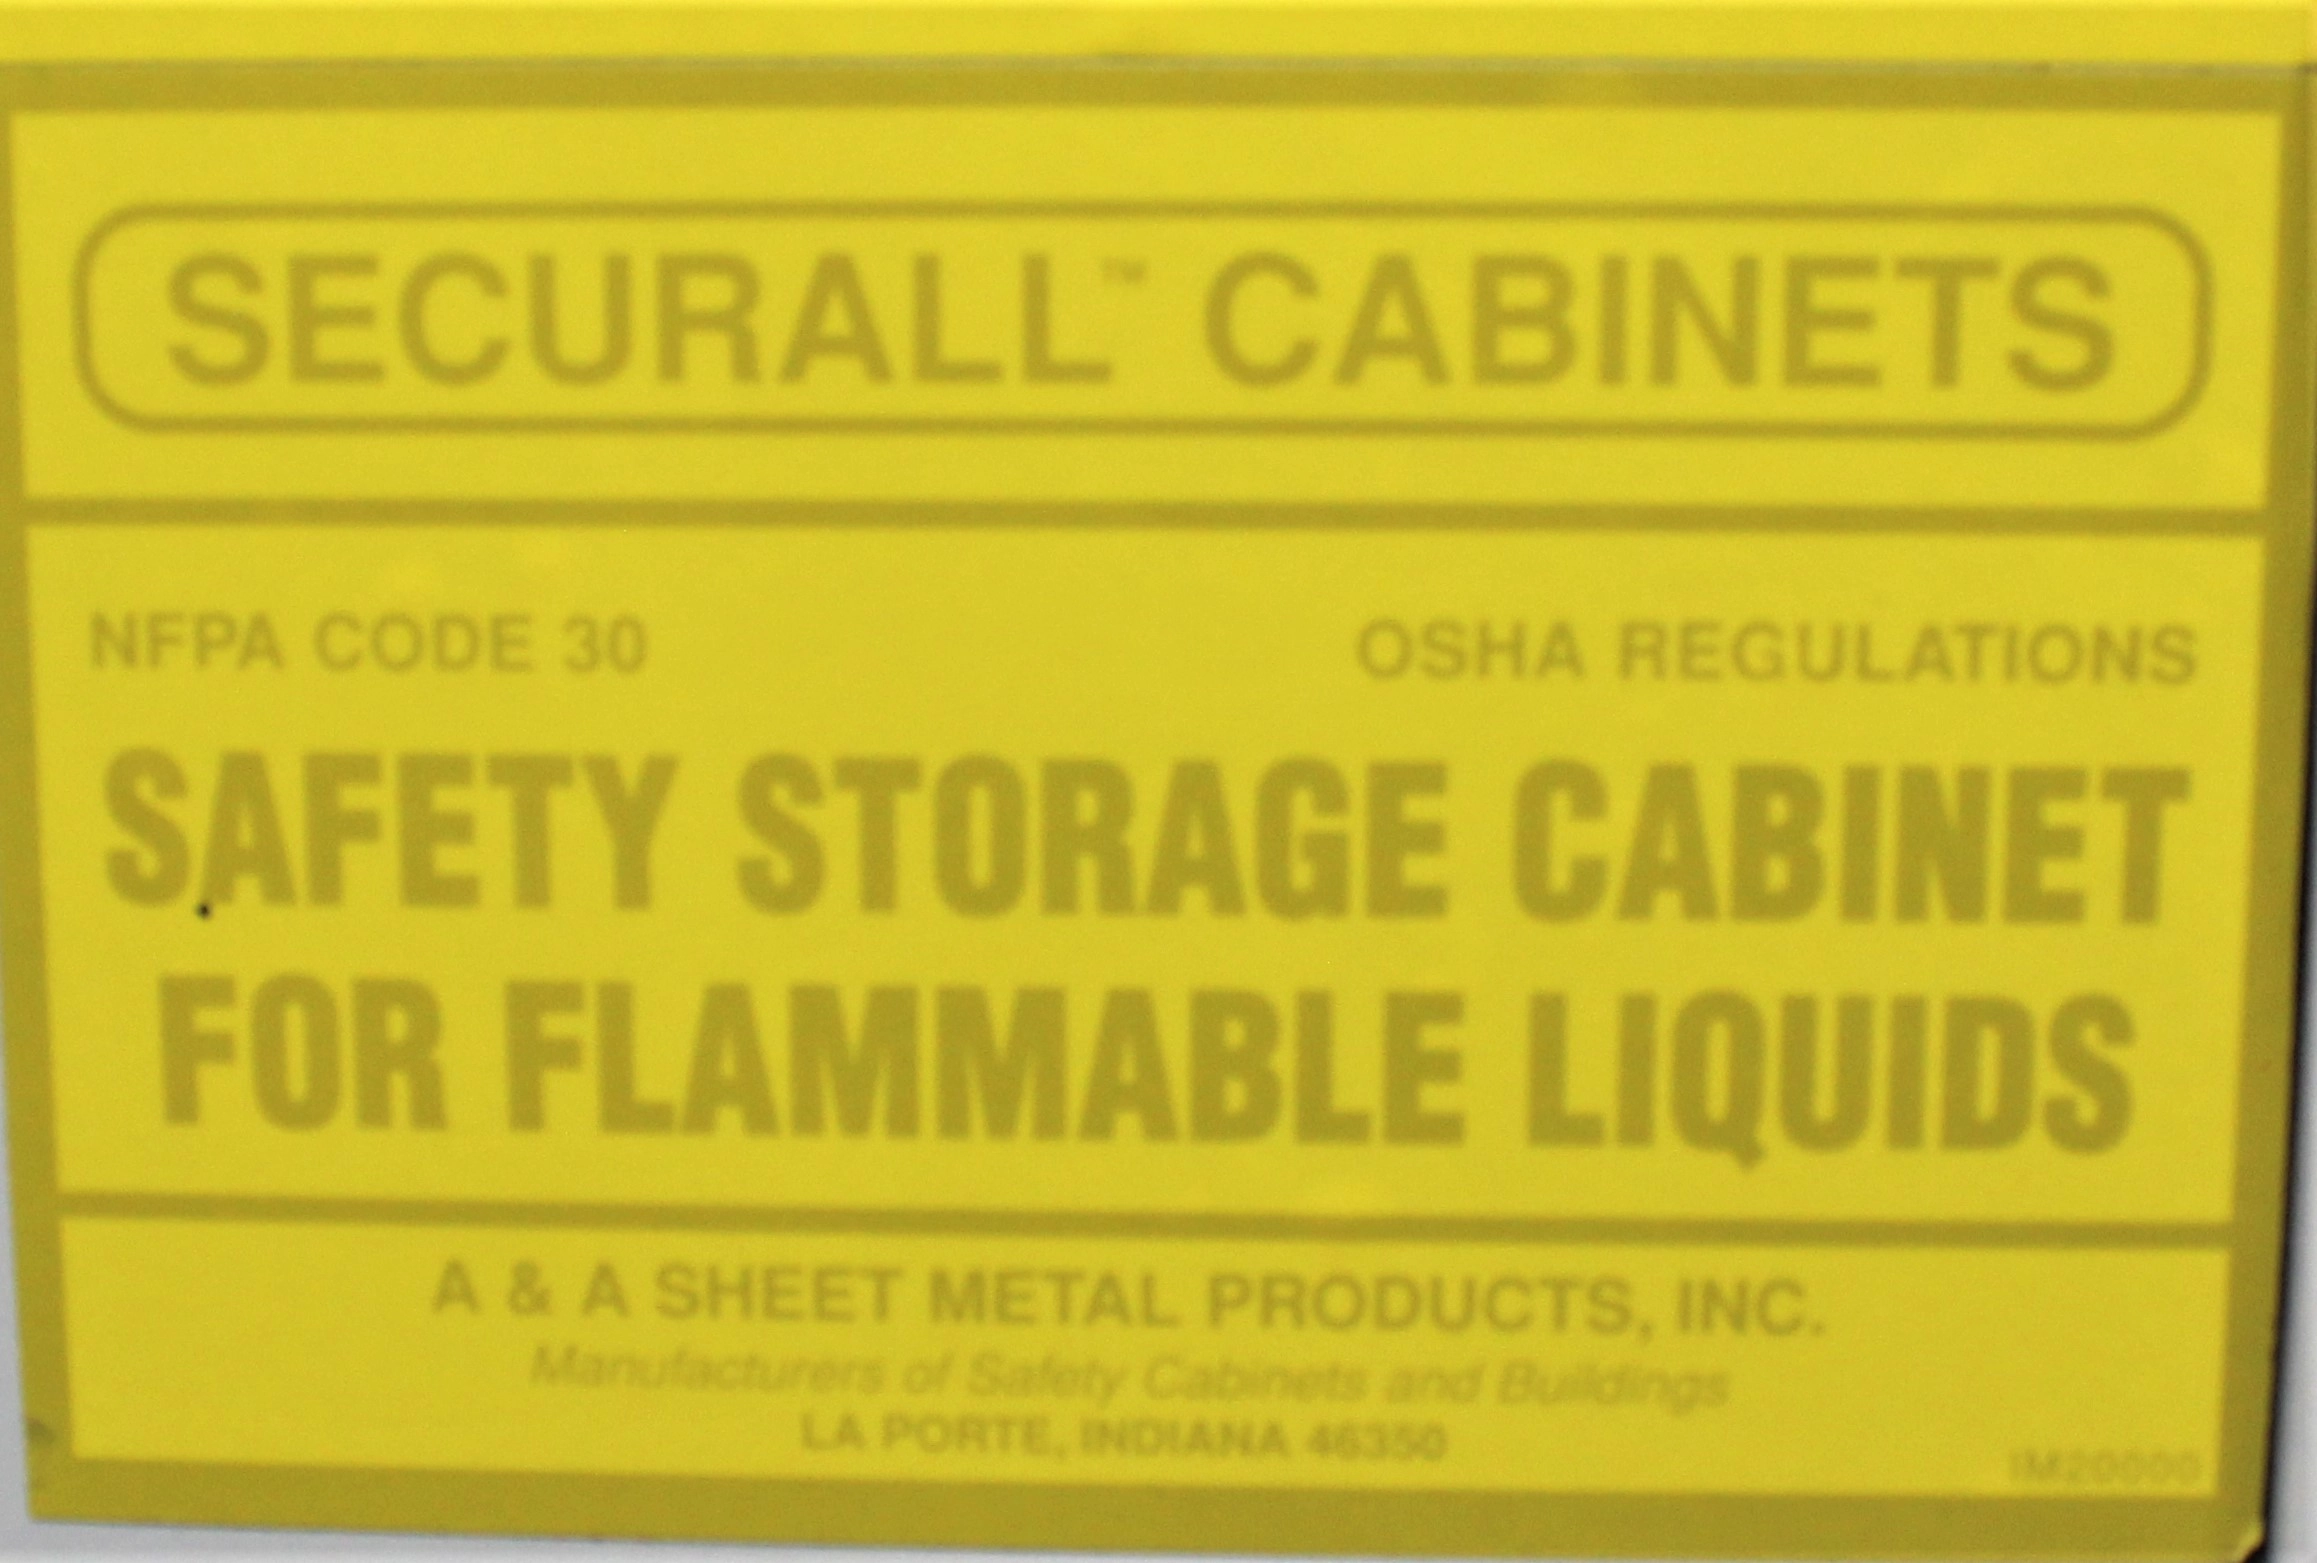 SECURALL™ CABINETS
NFPA CODE 30 OSHA REGULATIONS
SAFETY STORAGE CABINET
FOR FLAMMABLE LIQUIDS
A & A SHEET METAL PRODUCTS, INC.
Manufacturers of Safety Cabinets and Buildings
LA PORTE, INDIANA 46350
IM20000